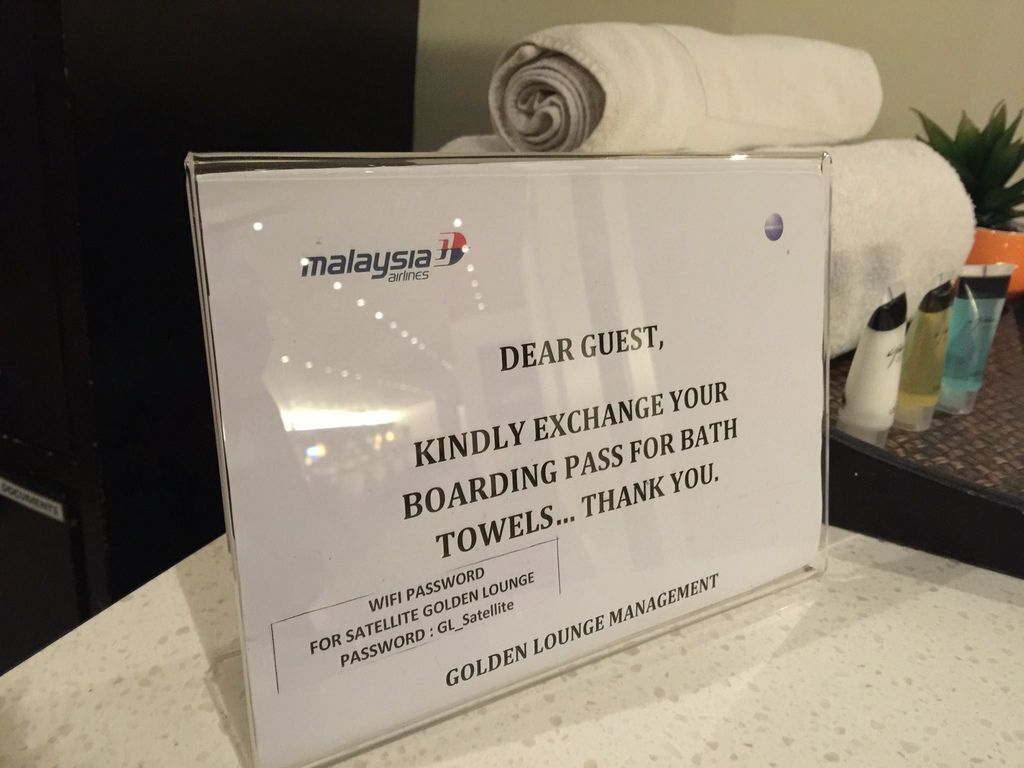 malaysia
airlines
DEAR GUEST,
KINDLY EXCHANGE YOUR
BOARDING PASS FOR BATH
TOWELS... THANK YOU.
WIFI PASSWORD
FOR SATELLITE GOLDEN LOUNGE
PASSWORD : GL_Satellite
GOLDEN LOUNGE MANAGEMENT
DOCUMENTS